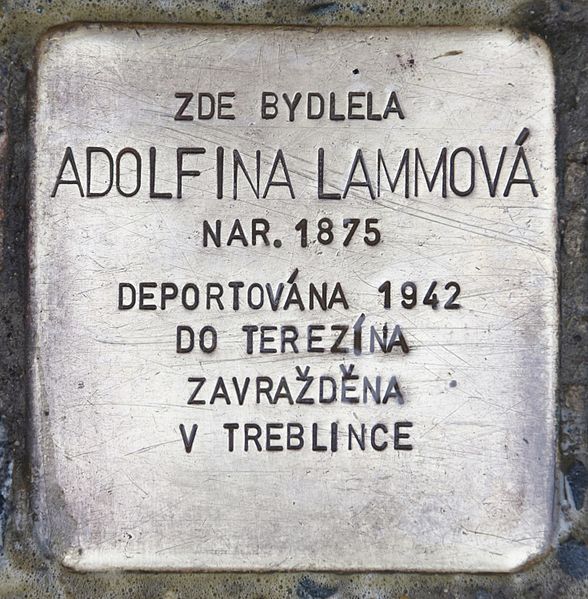 ZDE BYDLELA
ADOLFINA LAMMOVÁ
NAR. 1875
DEPORTOVÁNA 1942
DO TEREZÍNA
ZAVRAŽDĚNA
V TREBLINCE